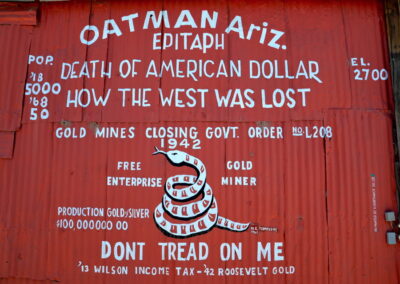 OATMAN Ariz.
EPITAPH
POP.
'18
5000
'68
50
EL.
2700
DEATH OF AMERICAN DOLLAR
HOW THE WEST WAS LOST
GOLD MINES CLOSING GOVT. ORDER NO. L208
1942
FREE
ENTERPRISE
GOLD
MINER
PRODUCTION GOLD/SILVER
$100,000000 00
DONT TREAD ON ME
'13 WILSON INCOME TAX - '42 ROOSEVELT GOLD